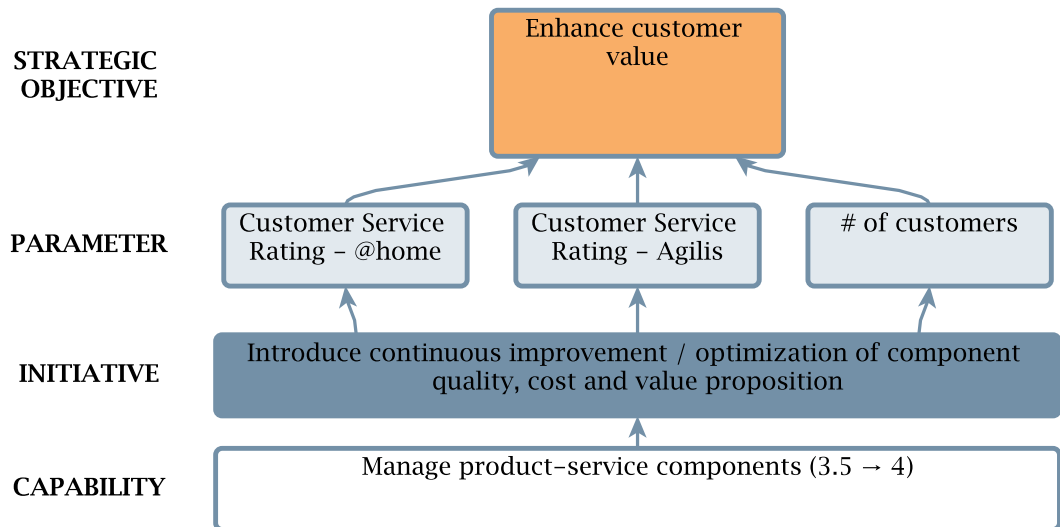 STRATEGIC
OBJECTIVE
Enhance customer
value
PARAMETER
Customer Service
Rating – @home
Customer Service
Rating – Agilis
# of customers
INITIATIVE
Introduce continuous improvement / optimization of component
quality, cost and value proposition
CAPABILITY
Manage product–service components (3.5 → 4)